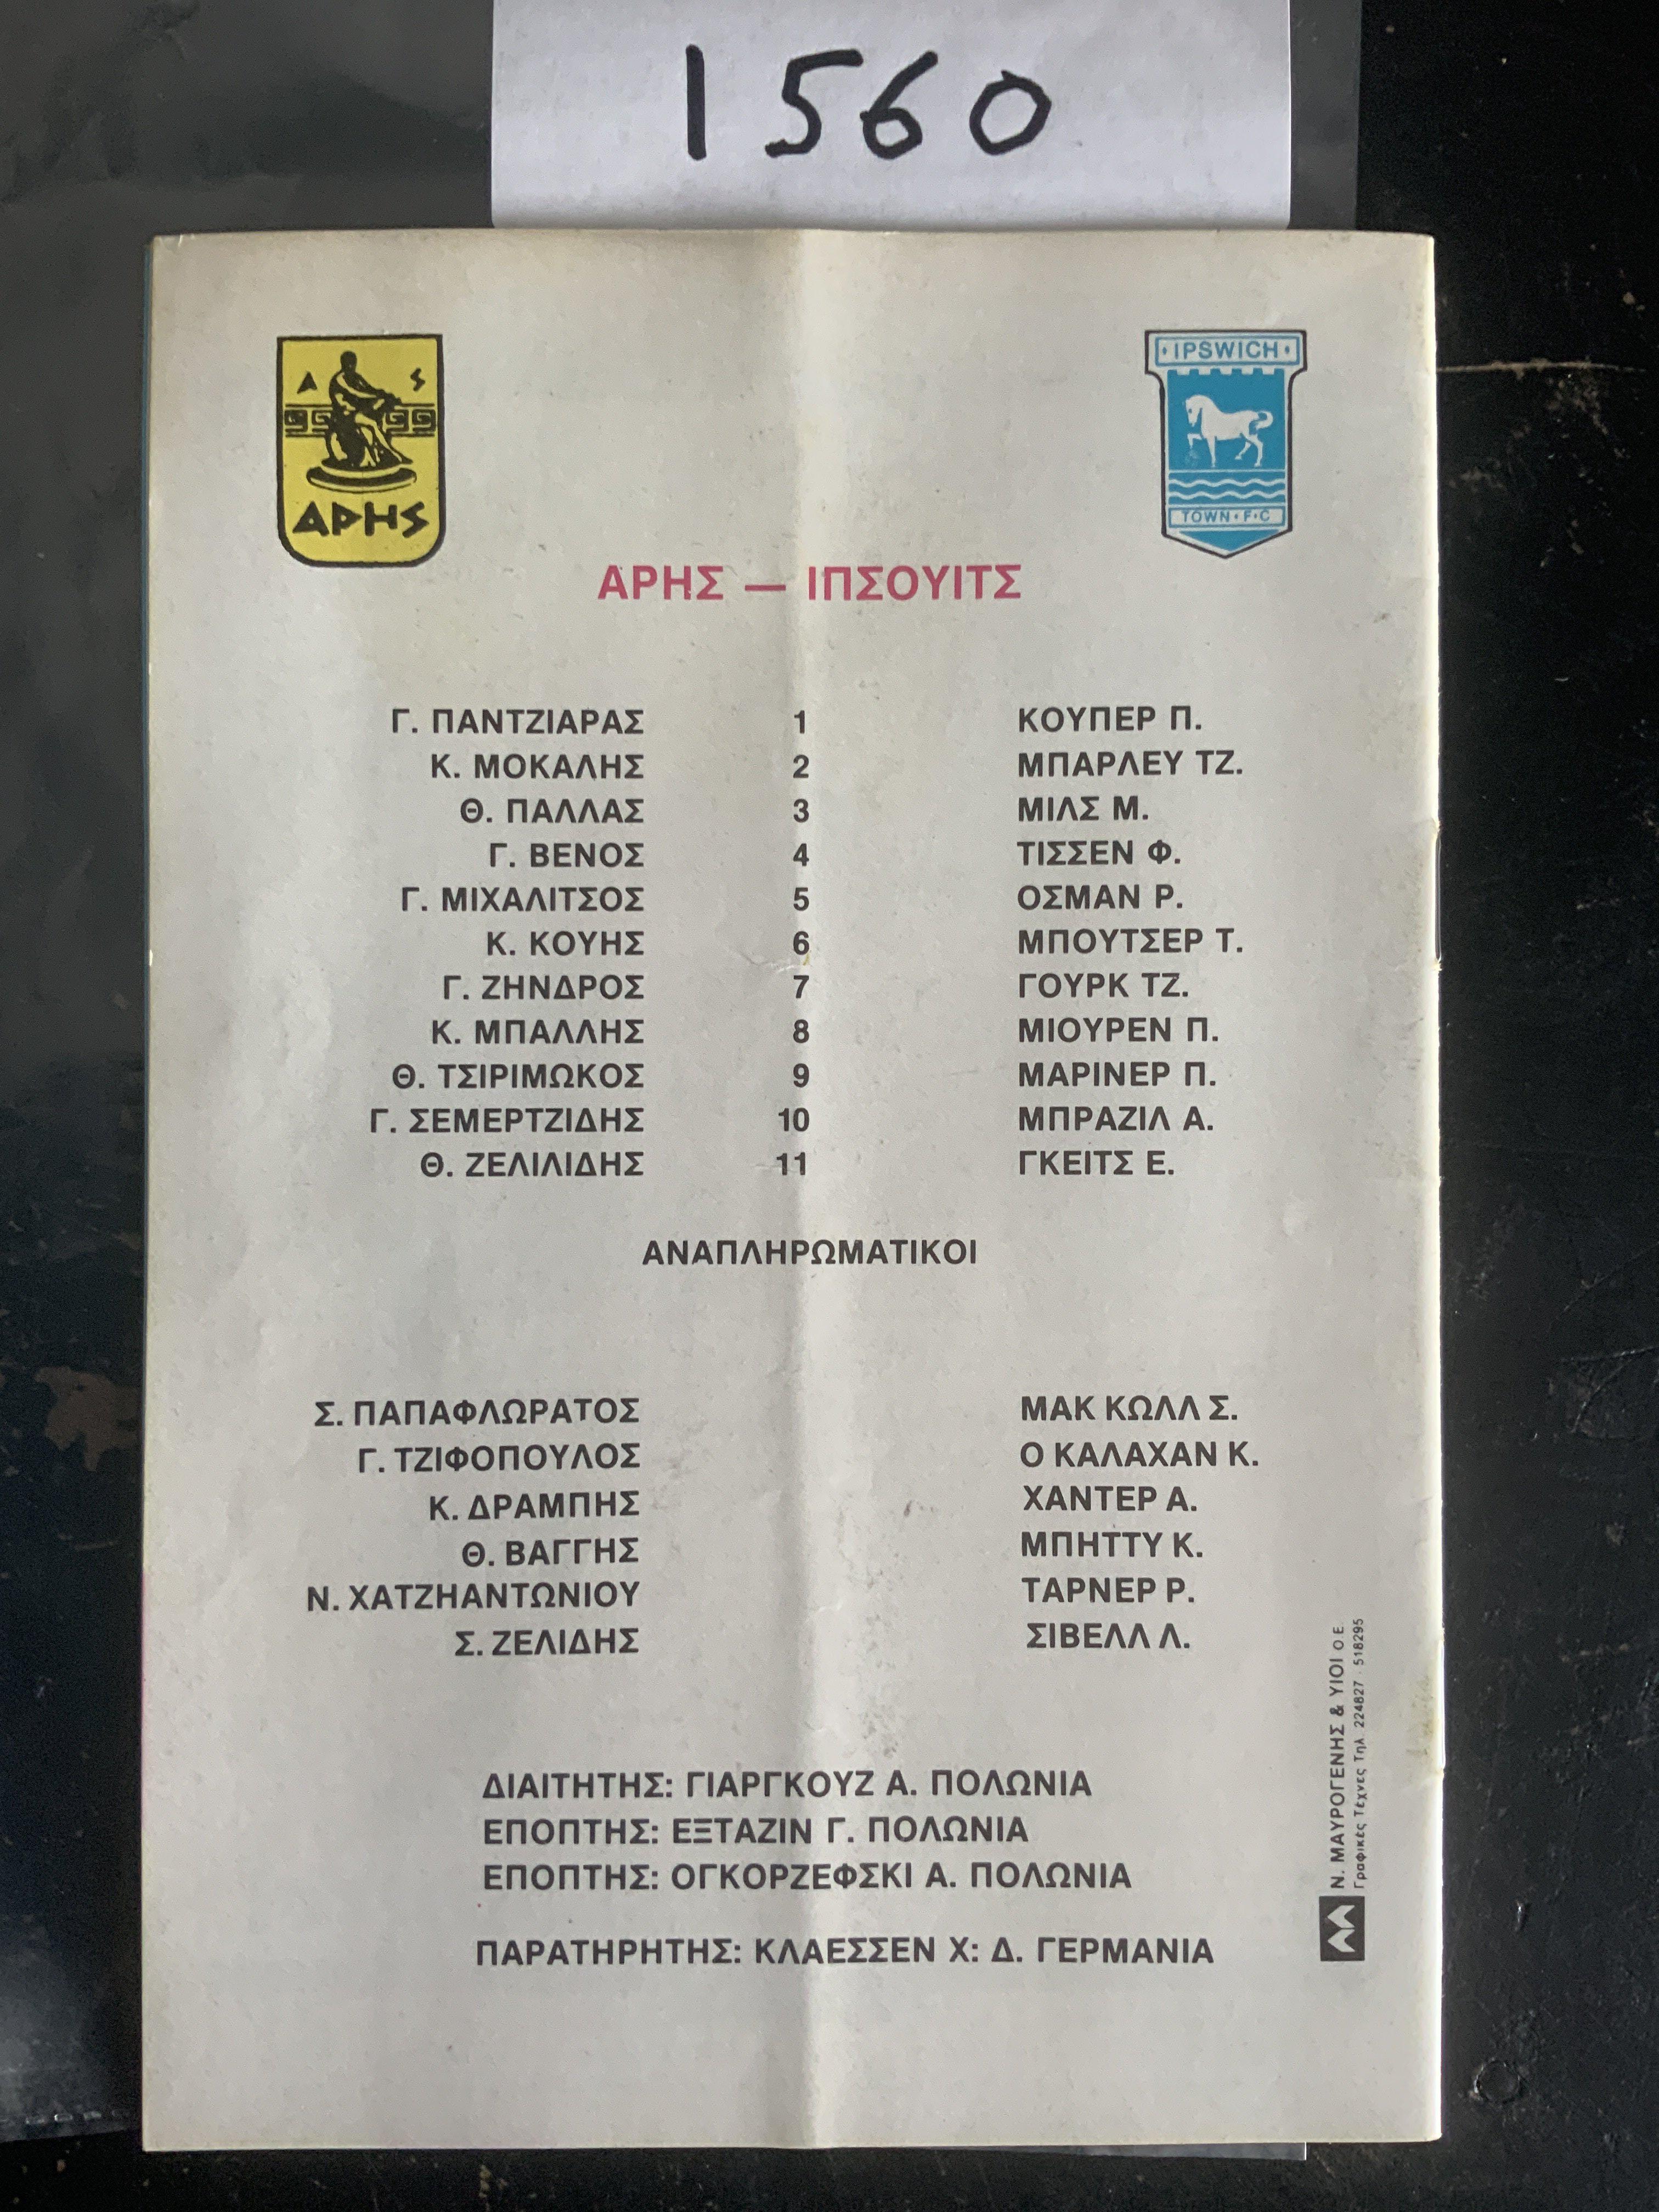 1560
Α S
ΑΡΗS
·IPSWICH·
TOWN·F·C
ΑΡΗΣ — ΙΠΣΟΥΙΤΣ
Γ. ΠΑΝΤΖΙΑΡΑΣ 1 ΚΟΥΠΕΡ Π.
Κ. ΜΟΚΑΛΗΣ 2 ΜΠΑΡΛΕΥ ΤΖ.
Θ. ΠΑΛΛΑΣ 3 ΜΙΛΣ Μ.
Γ. ΒΕΝΟΣ 4 ΤΙΣΣΕΝ Φ.
Γ. ΜΙΧΑΛΙΤΣΟΣ 5 ΟΣΜΑΝ Ρ.
Κ. ΚΟΥΗΣ 6 ΜΠΟΥΤΣΕΡ Τ.
Γ. ΖΗΝΔΡΟΣ 7 ΓΟΥΡΚ ΤΖ.
Κ. ΜΠΑΛΛΗΣ 8 ΜΙΟΥΡΕΝ Π.
Θ. ΤΣΙΡΙΜΩΚΟΣ 9 ΜΑΡΙΝΕΡ Π.
Γ. ΣΕΜΕΡΤΖΙΔΗΣ 10 ΜΠΡΑΖΙΛ Α.
Θ. ΖΕΛΙΛΙΔΗΣ 11 ΓΚΕΙΤΣ Ε.
ΑΝΑΠΛΗΡΩΜΑΤΙΚΟΙ
Σ. ΠΑΠΑΦΛΩΡΑΤΟΣ ΜΑΚ ΚΩΛΛ Σ.
Γ. ΤΖΙΦΟΠΟΥΛΟΣ Ο ΚΑΛΑΧΑΝ Κ.
Κ. ΔΡΑΜΠΗΣ ΧΑΝΤΕΡ Α.
Θ. ΒΑΓΓΗΣ ΜΠΗΤΤΥ Κ.
Ν. ΧΑΤΖΗΑΝΤΩΝΙΟΥ ΤΑΡΝΕΡ Ρ.
Σ. ΖΕΛΙΔΗΣ ΣΙΒΕΛΛ Λ.
ΔΙΑΙΤΗΤΗΣ: ΓΙΑΡΓΚΟΥΖ Α. ΠΟΛΩΝΙΑ
ΕΠΟΠΤΗΣ: ΕΞΤΑΖΙΝ Γ. ΠΟΛΩΝΙΑ
ΕΠΟΠΤΗΣ: ΟΓΚΟΡΖΕΦΣΚΙ Α. ΠΟΛΩΝΙΑ
ΠΑΡΑΤΗΡΗΤΗΣ: ΚΛΑΕΣΣΕΝ Χ: Δ. ΓΕΡΜΑΝΙΑ
Ν. ΜΑΥΡΟΓΕΝΗΣ & ΥΙΟΙ Ο.Ε.
Γραφικές Τέχνες Τηλ. 224827 - 518295